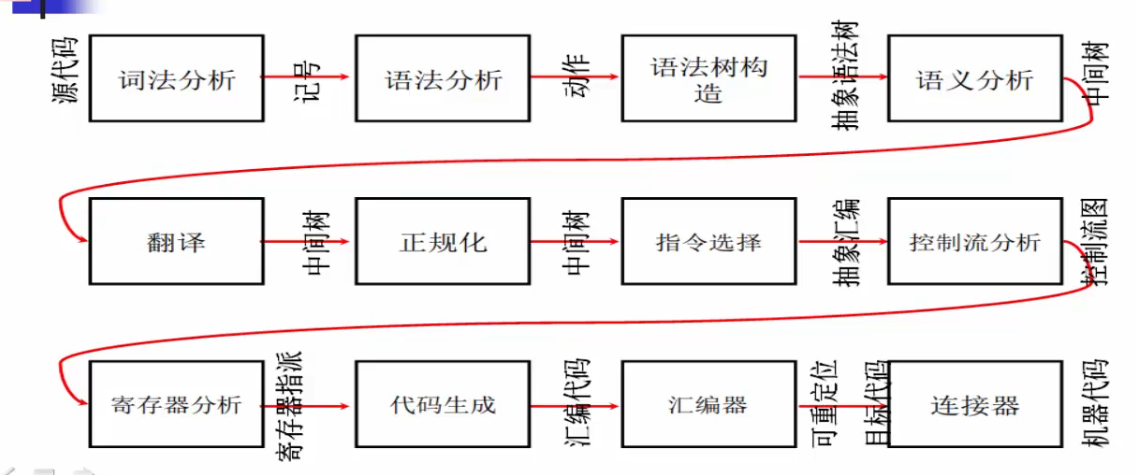 源代码
词法分析
记号
语法分析
动作
语法树构
造
抽象语法树
语义分析
中间树
翻译
中间树
正规化
中间树
指令选择
抽象汇编
控制流分析
控制流图
寄存器分析
寄存器指派
代码生成
汇编代码
汇编器
可重定位
目标代码
连接器
机器代码